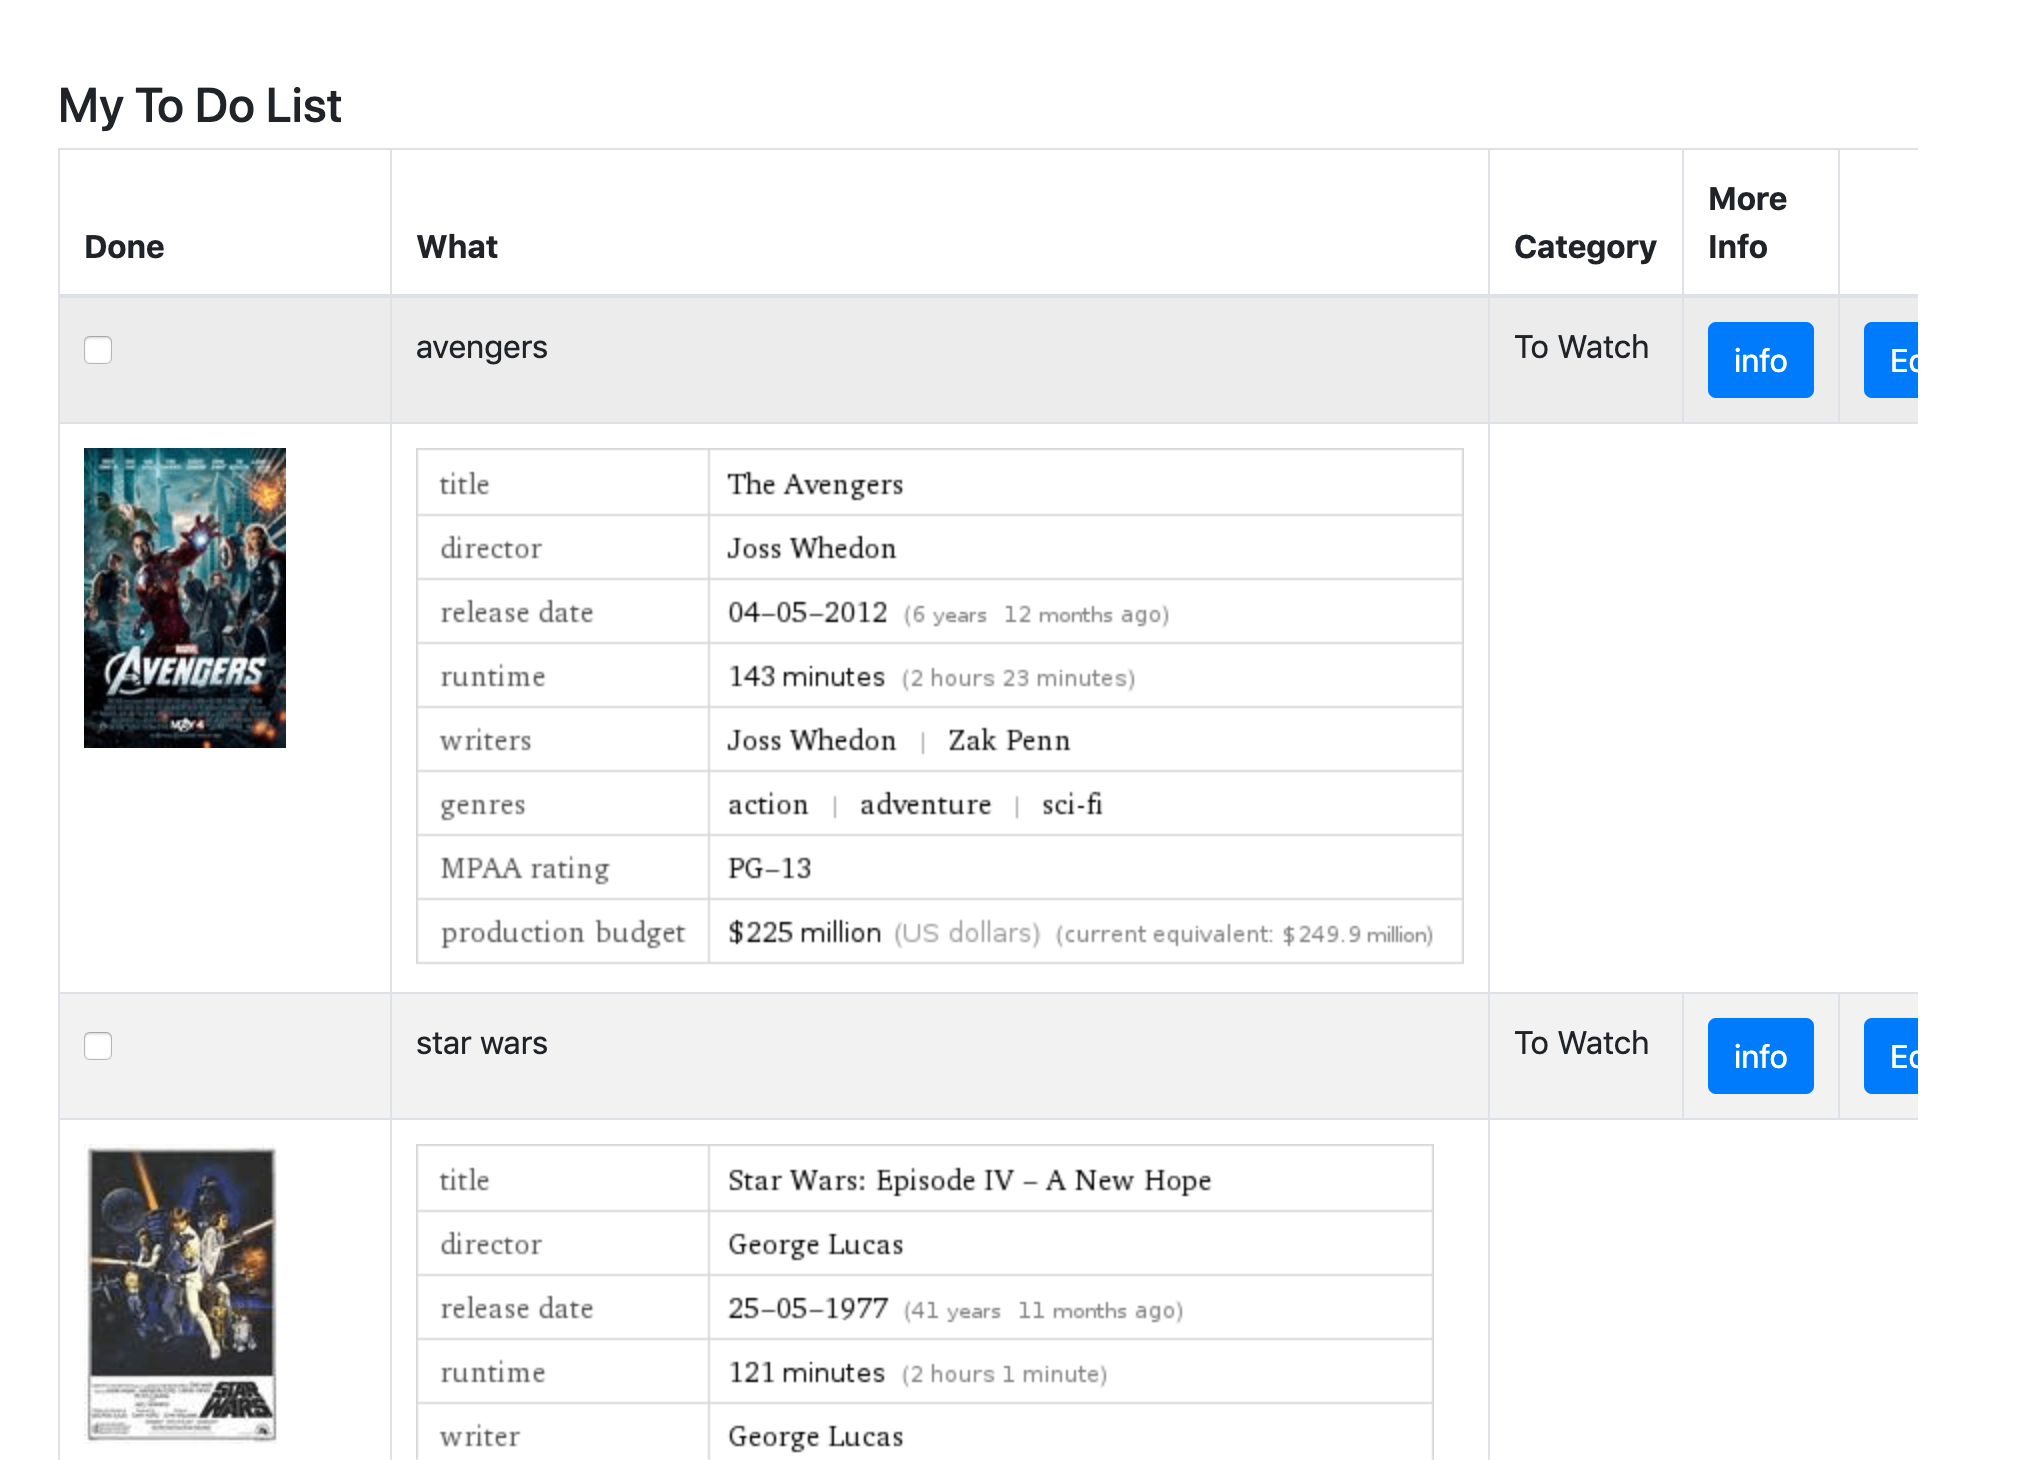 My To Do List
Done What Category More Info
avengers To Watch info Ed
AVENGERS
title The Avengers
director Joss Whedon
release date 04–05–2012 (6 years 12 months ago)
runtime 143 minutes (2 hours 23 minutes)
writers Joss Whedon | Zak Penn
genres action | adventure | sci-fi
MPAA rating PG–13
production budget $225 million (US dollars) (current equivalent: $249.9 million)
star wars To Watch info Ed
STAR WARS
title Star Wars: Episode IV – A New Hope
director George Lucas
release date 25–05–1977 (41 years 11 months ago)
runtime 121 minutes (2 hours 1 minute)
writer George Lucas